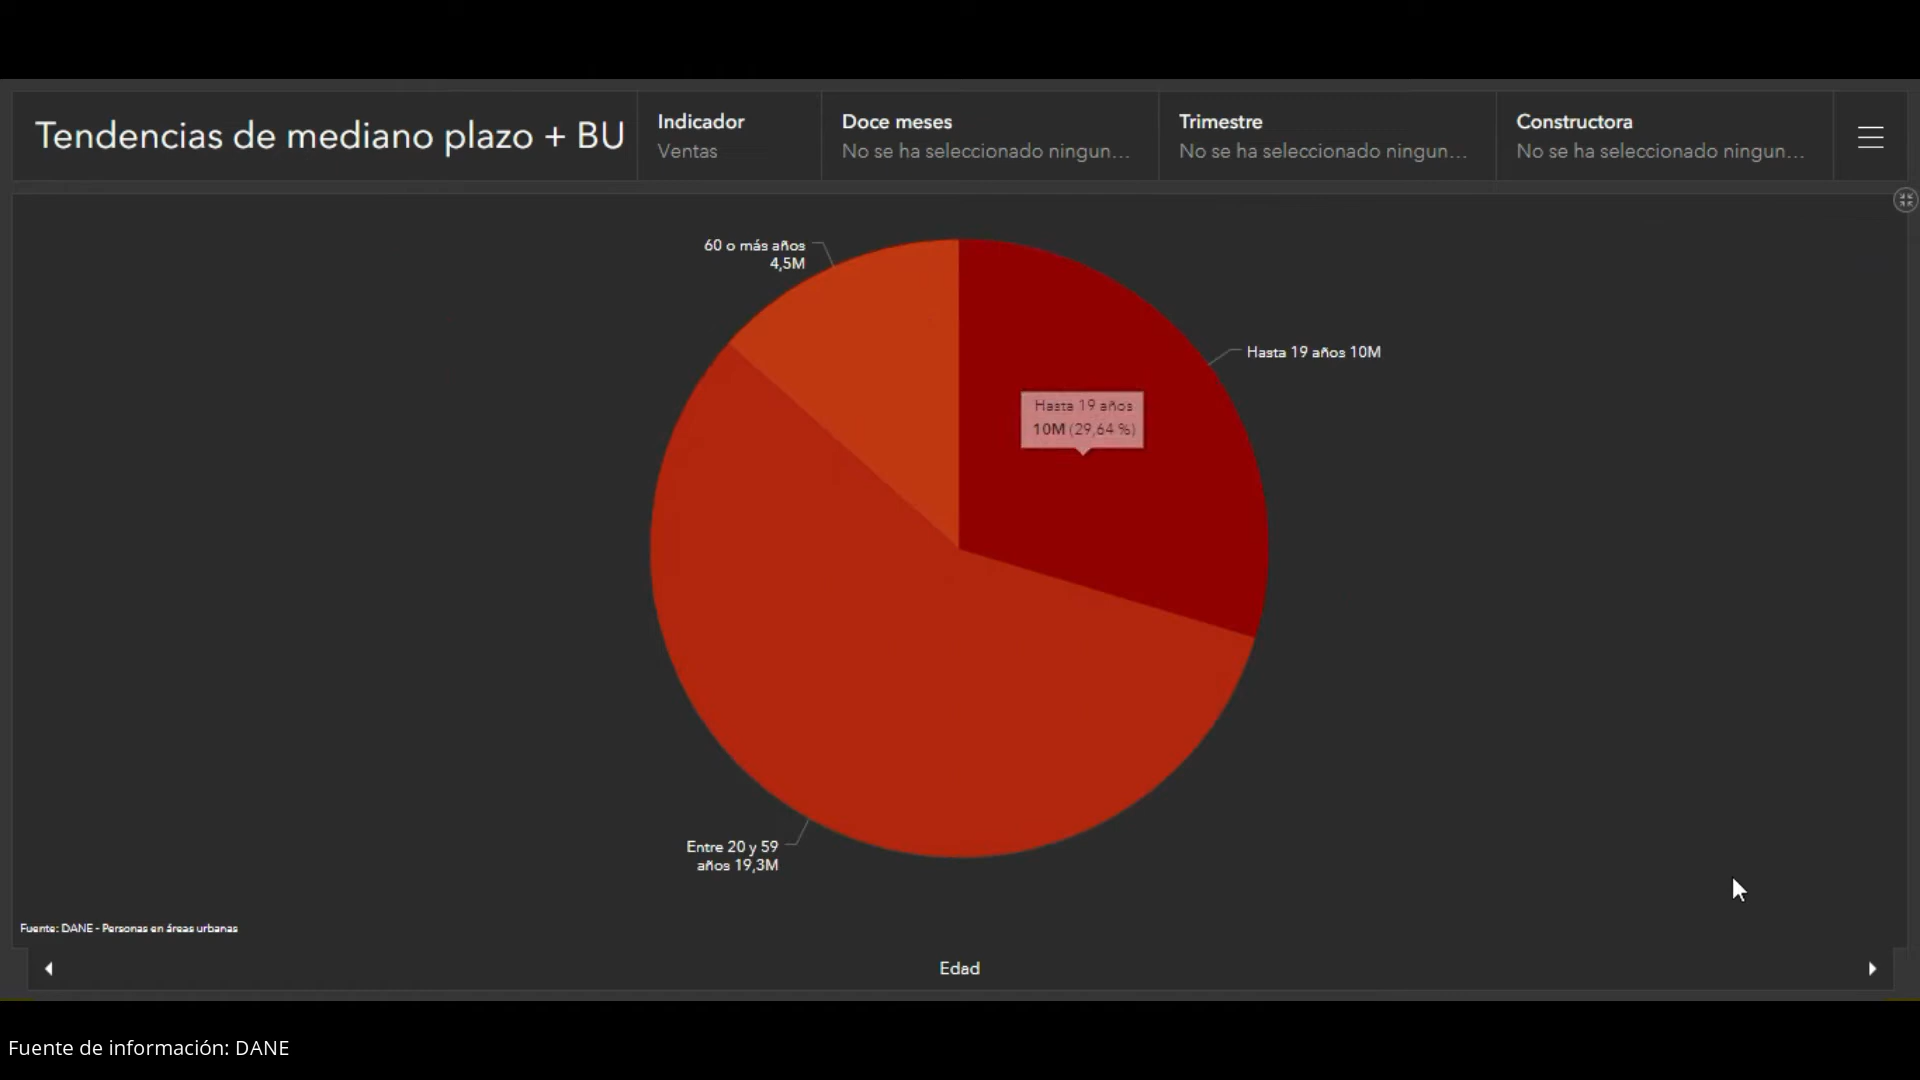 Tendencias de mediano plazo + BU
Indicador
Ventas
Doce meses
No se ha seleccionado ningun...
Trimestre
No se ha seleccionado ningun...
Constructora
No se ha seleccionado ningun...
60 o más años
4,5M
Hasta 19 años 10M
Hasta 19 años
10M (29,64 %)
Entre 20 y 59
años 19,3M
Fuente: DANE - Personas en áreas urbanas
Edad
Fuente de información: DANE